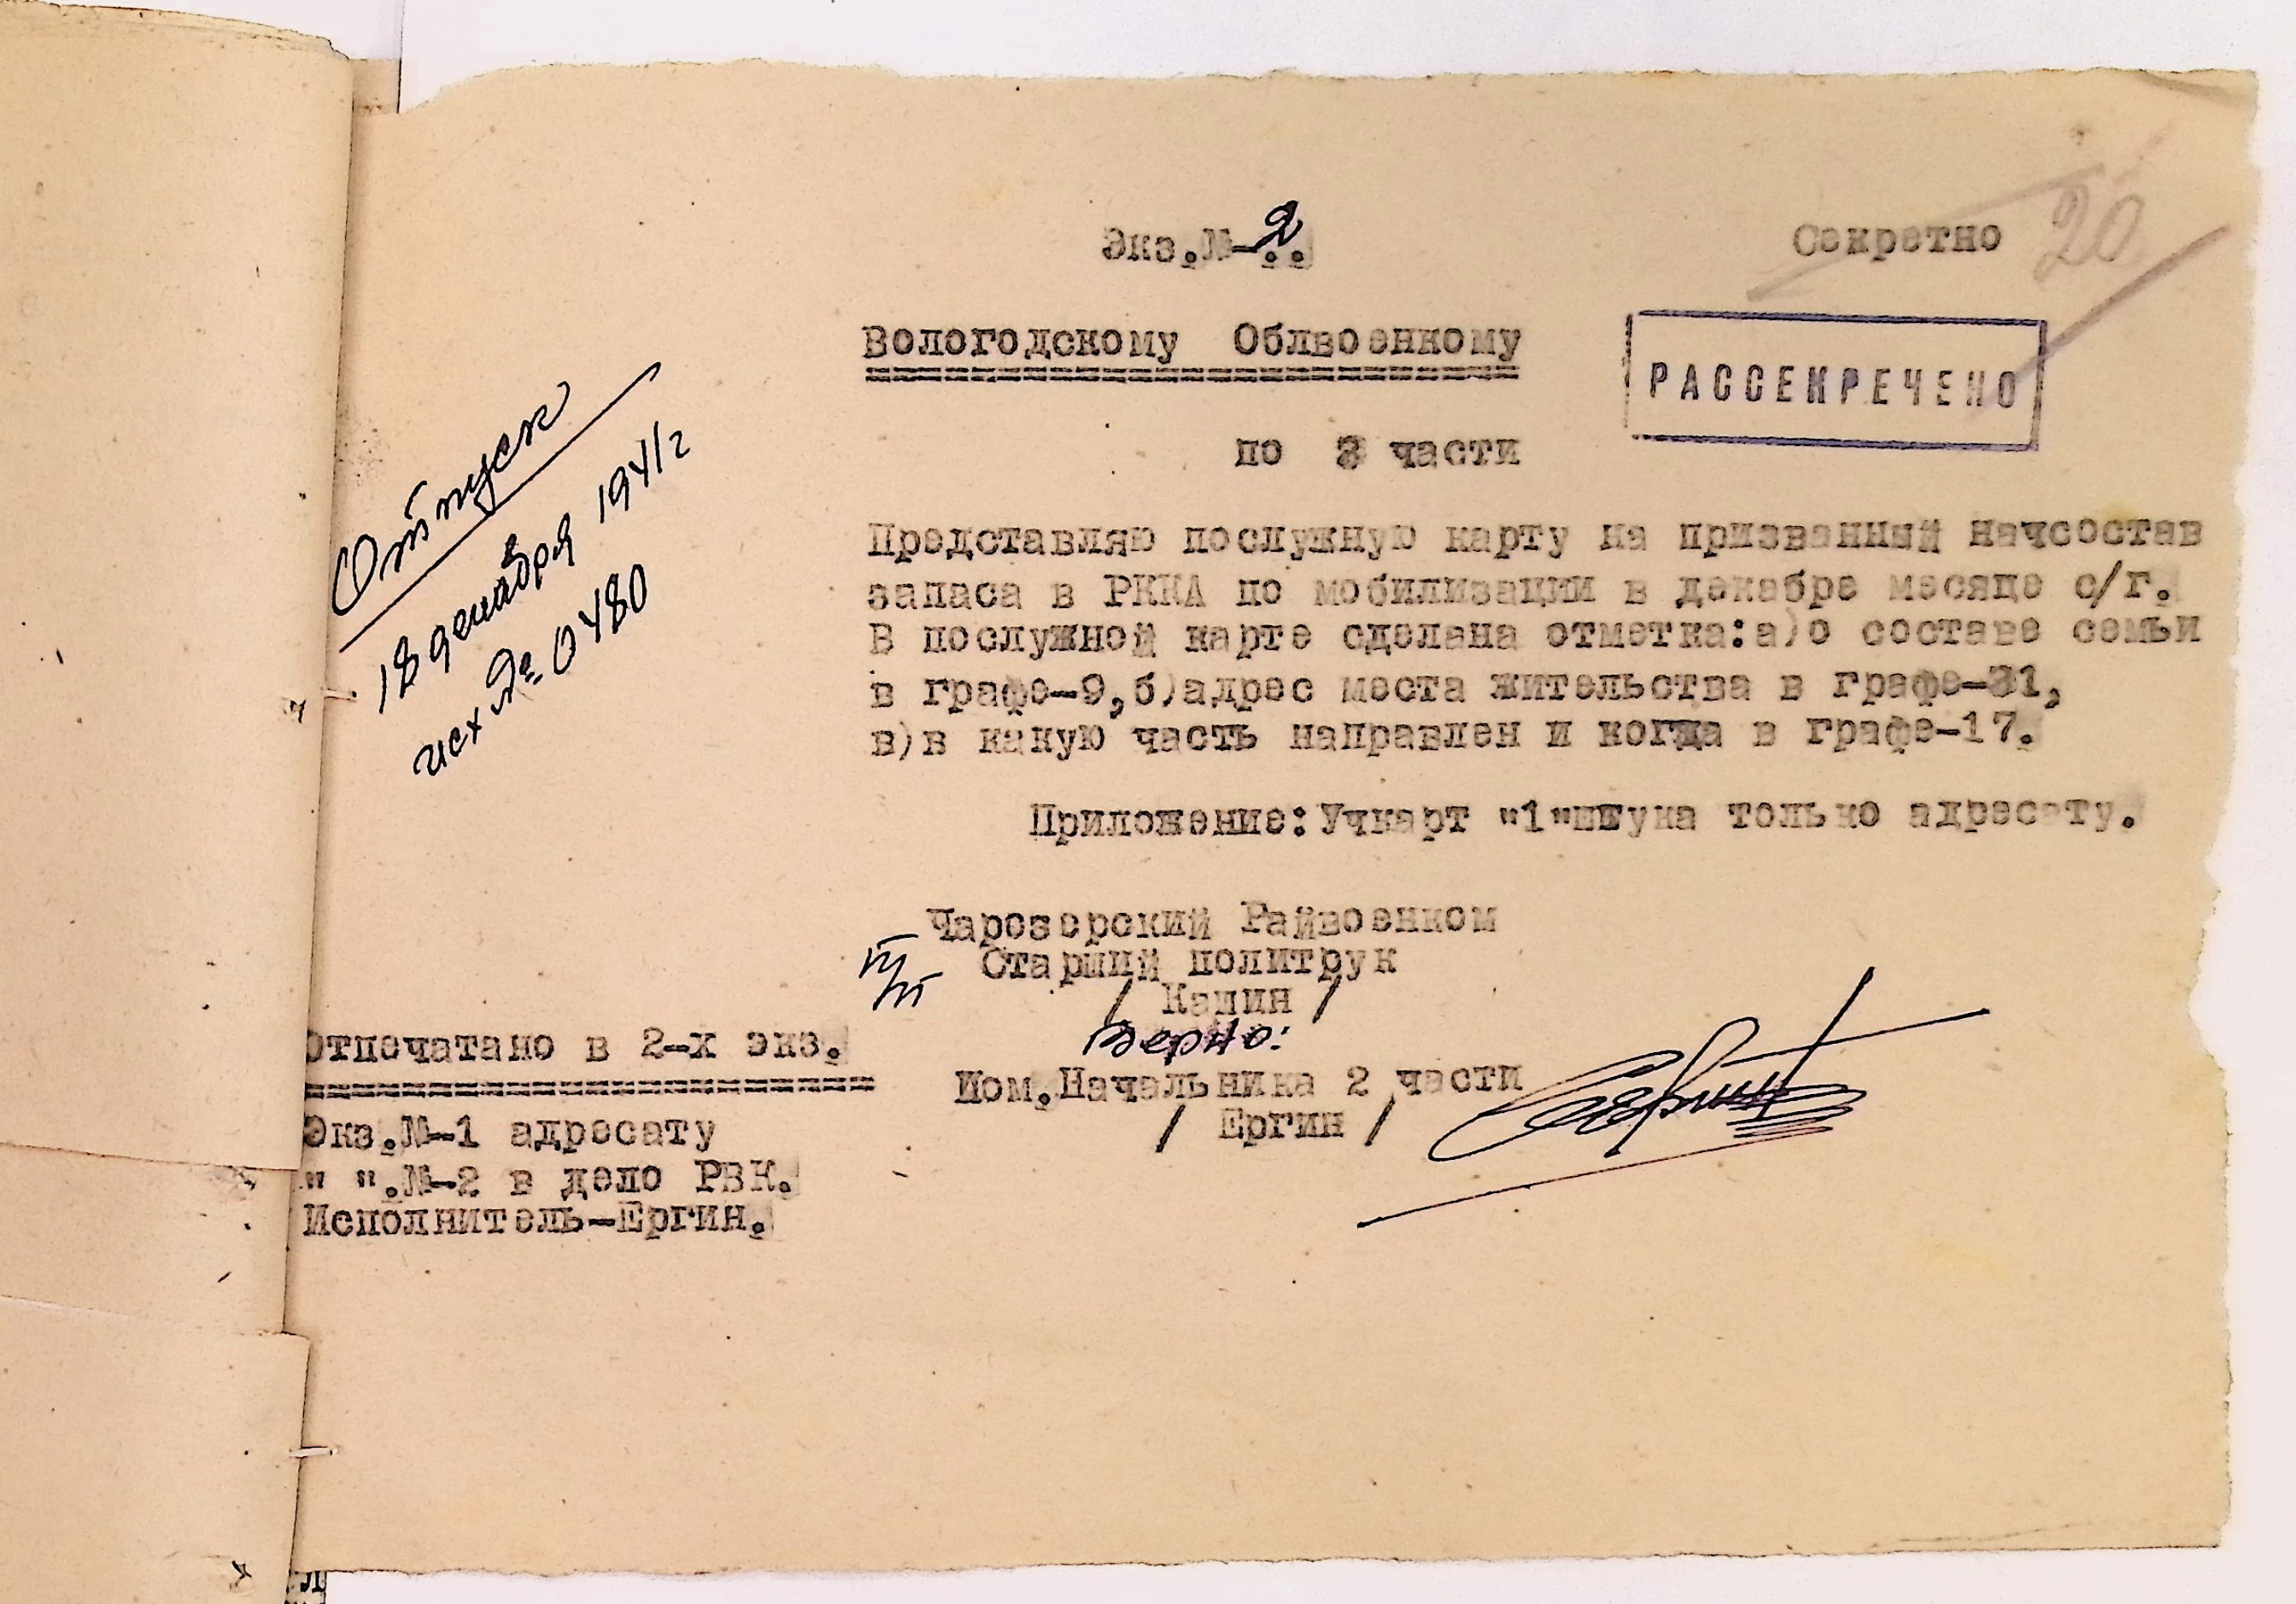 Экз.№-2.
Секретно
20
Вологодскому Облвоенкому
РАССЕКРЕЧЕНО
по 3 части
Отпуск
18 декабря 1941 г
исх № 0480
Представляю послужную карту на призванный начсостав
запаса в РККА по мобилизации в декабре месяце с/г.
В послужной карте сделана отметка:а)о составе семьи
в графе-9,б)адрес места жительства в графе-31,
в)в какую часть направлен и когда в графе-17.
Приложение:Учкарт "1"штука только адресату.
Чарозерский Райвоенком
п/п Старший политрук
/ Капин /
Верно:
Пом.Начальника 2 части
/ Ергин /
Отпечатано в 2-х экз.
Экз.№-1 адресату
" ".№-2 в дело РВК.
Исполнитель-Ергин.